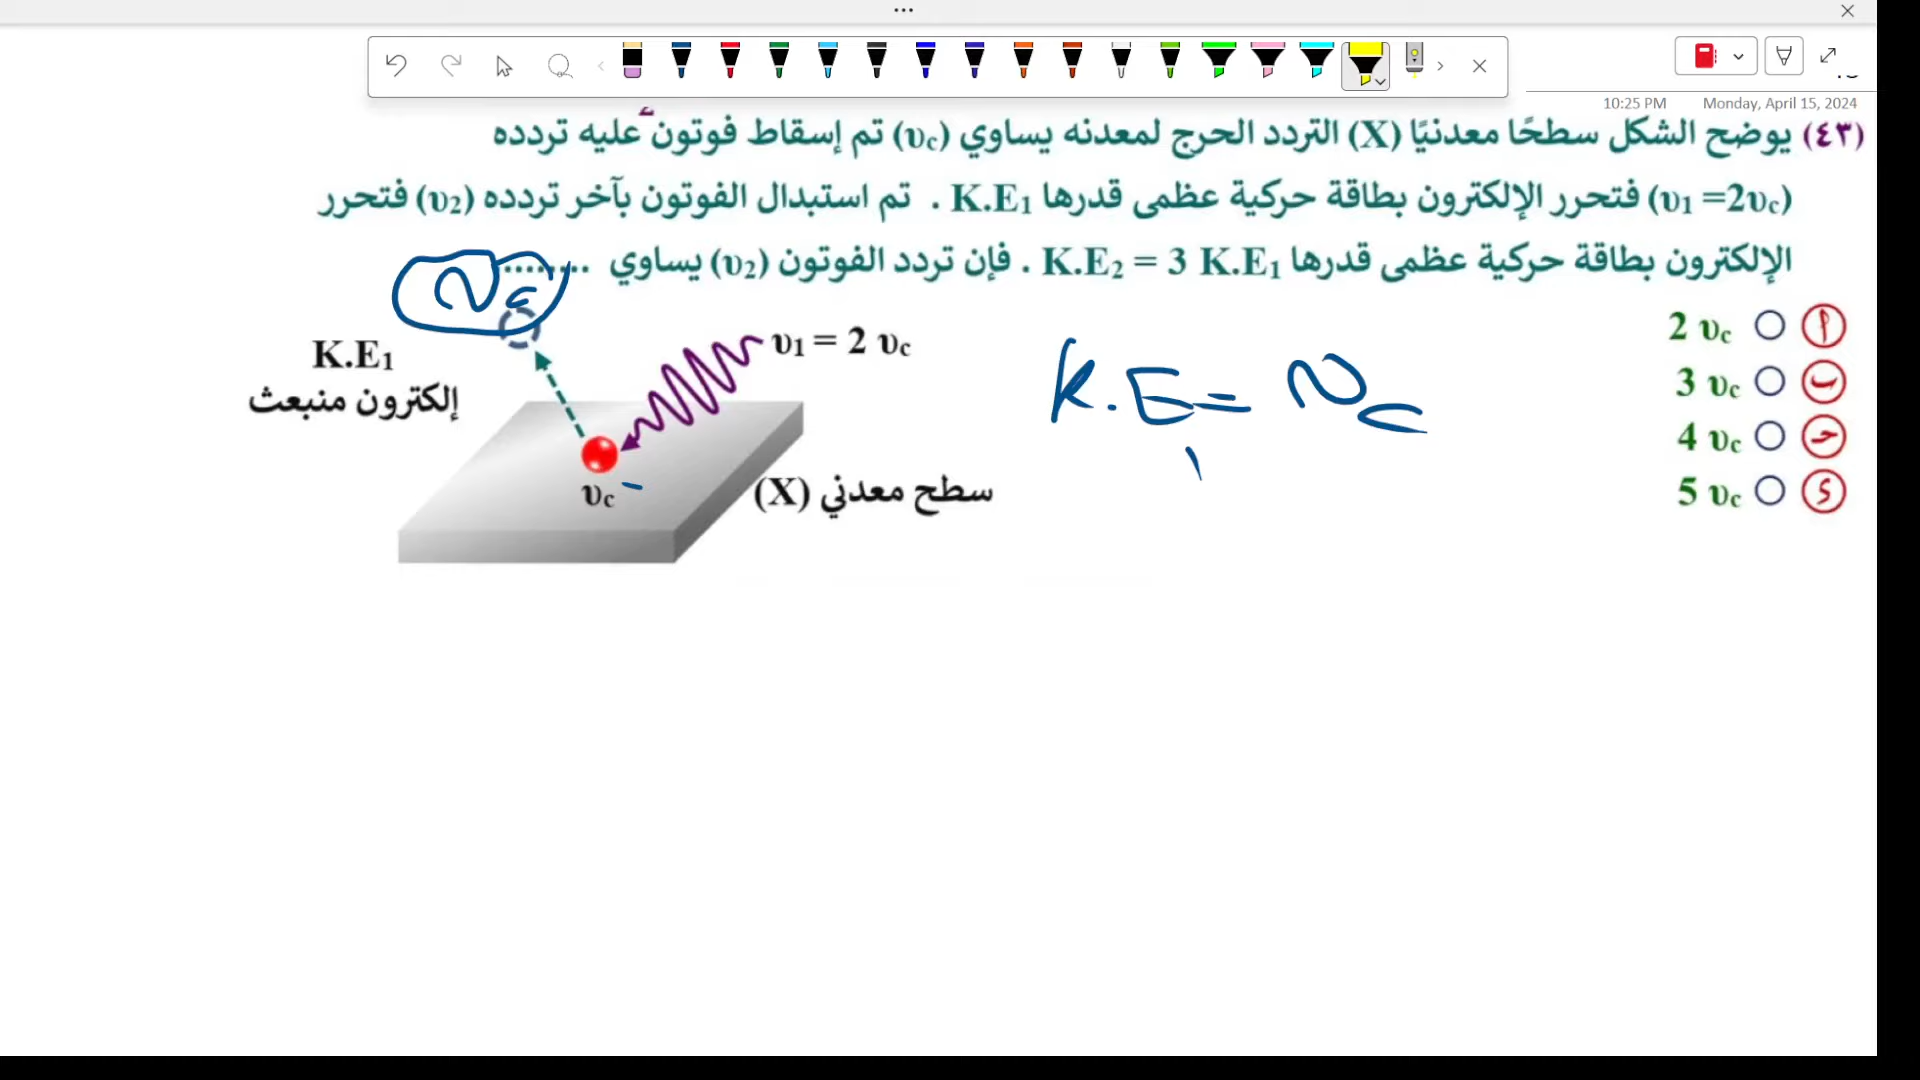 10:25 PM Monday, April 15, 2024
(٤٣) يوضح الشكل سطحًا معدنيًا (X) التردد الحرج لمعدنه يساوي (υc) تم إسقاط فوتون عليه تردده
(υ1 =2υc) فتحرر الإلكترون بطاقة حركية عظمى قدرها K.E1 . تم استبدال الفوتون بآخر تردده (υ2) فتحرر
الإلكترون بطاقة حركية عظمى قدرها K.E2 = 3 K.E1 . فإن تردد الفوتون (υ2) يساوي .........
أ 2 υc
ب 3 υc
جـ 4 υc
د 5 υc
υc
K.E1
إلكترون منبعث
υ1 = 2 υc
υc -
سطح معدني (X)
K.E1 = υc